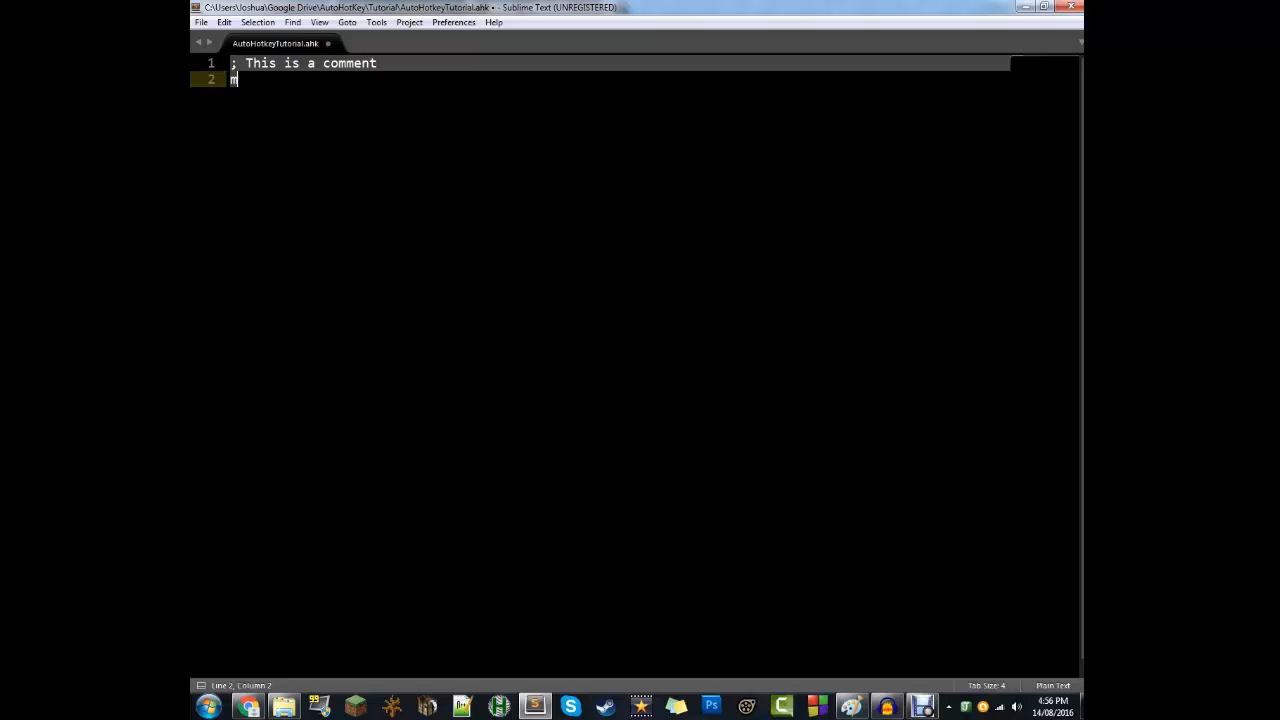 C:\Users\Joshua\Google Drive\AutoHotKey\Tutorial\AutoHotkeyTutorial.ahk • - Sublime Text (UNREGISTERED)
File Edit Selection Find View Goto Tools Project Preferences Help
AutoHotkeyTutorial.ahk
1 ; This is a comment
2 m
Line 2, Column 2 Tab Size: 4 Plain Text
4:56 PM
14/08/2016